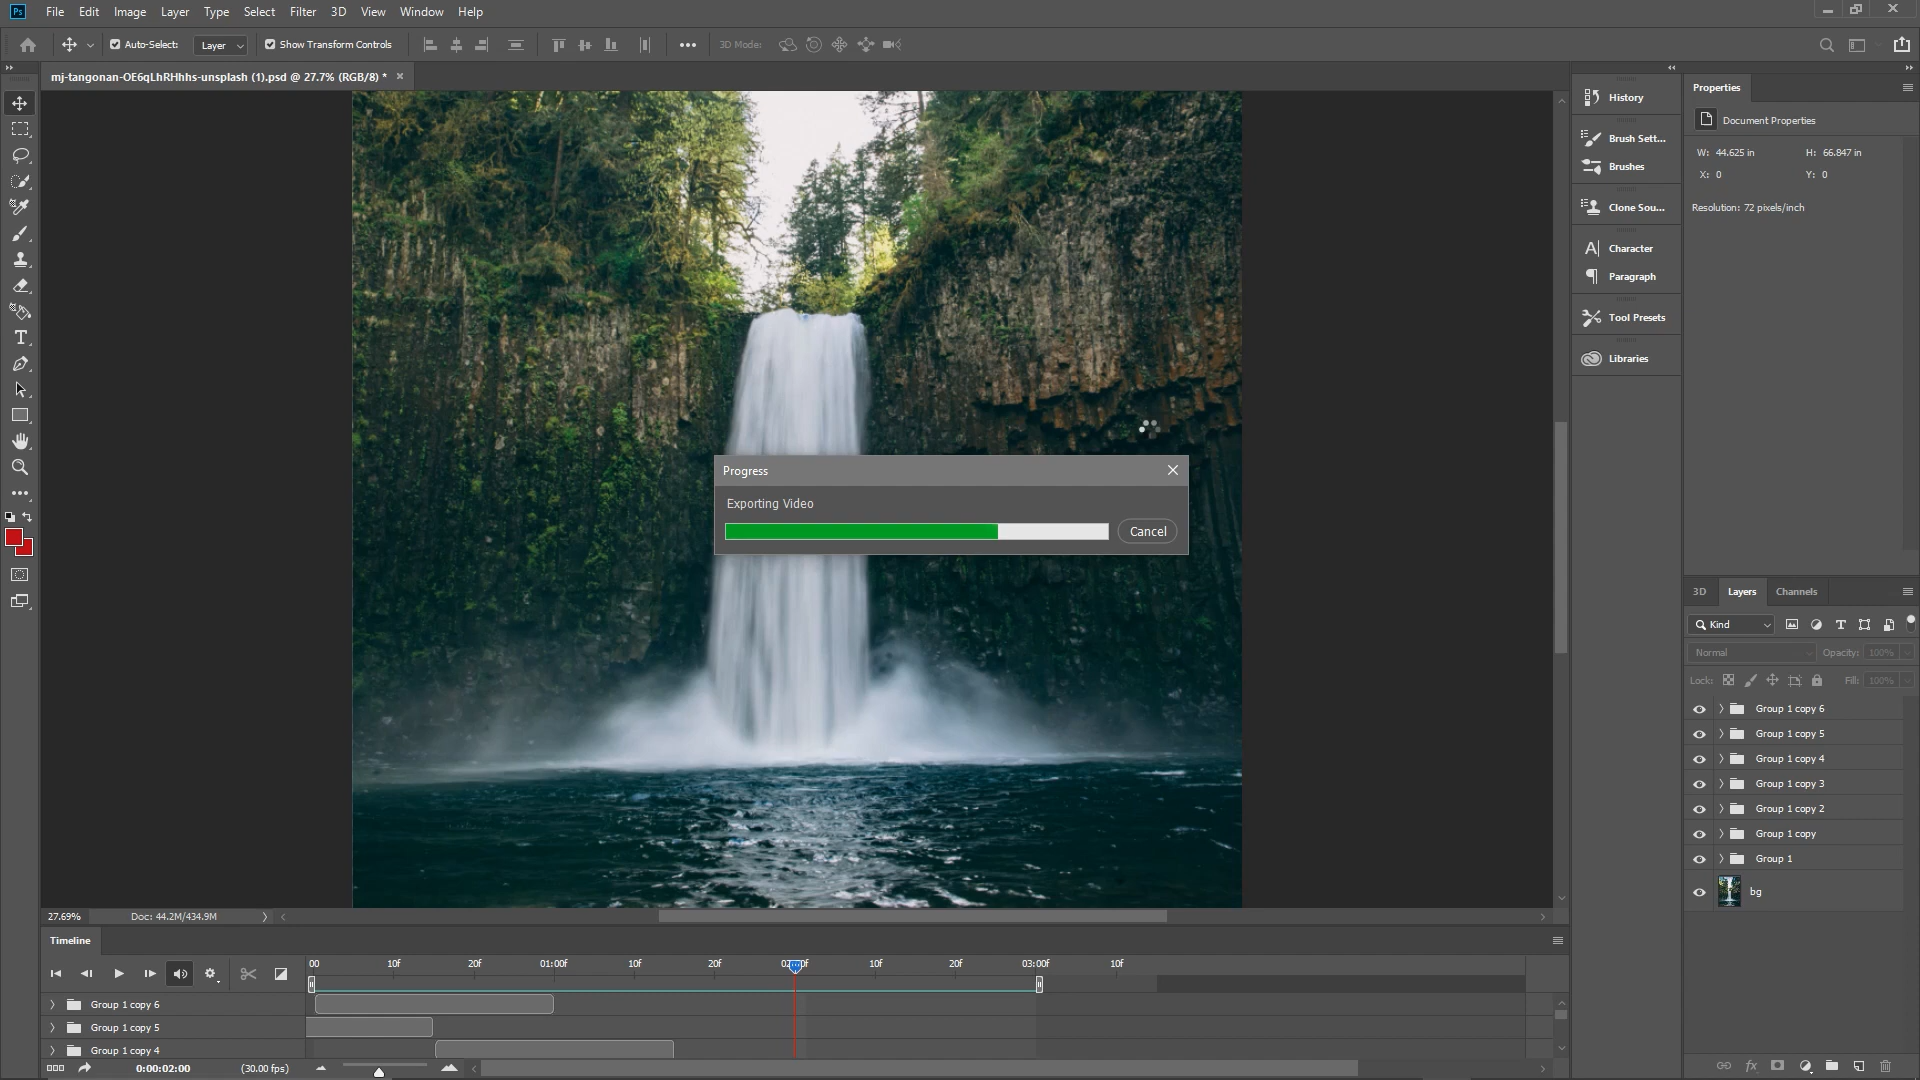 Ps File Edit Image Layer Type Select Filter 3D View Window Help
Auto-Select: Layer Show Transform Controls 3D Mode:
mj-tangonan-OE6qLhRHhhs-unsplash (1).psd @ 27.7% (RGB/8) *
History
Brush Sett...
Brushes
Clone Sou...
Character
Paragraph
Tool Presets
Libraries
Properties
Document Properties
W: 44.625 in H: 66.847 in
X: 0 Y: 0
Resolution: 72 pixels/inch
Progress
Exporting Video
Cancel
3D Layers Channels
Kind
Normal Opacity: 100%
Lock: Fill: 100%
Group 1 copy 6
Group 1 copy 5
Group 1 copy 4
Group 1 copy 3
Group 1 copy 2
Group 1 copy
Group 1
bg
27.69% Doc: 44.2M/434.9M
Timeline
00 10f 20f 01:00f 10f 20f 10f 20f 03:00f 10f
Group 1 copy 6
Group 1 copy 5
Group 1 copy 4
0:00:02:00 (30.00 fps)